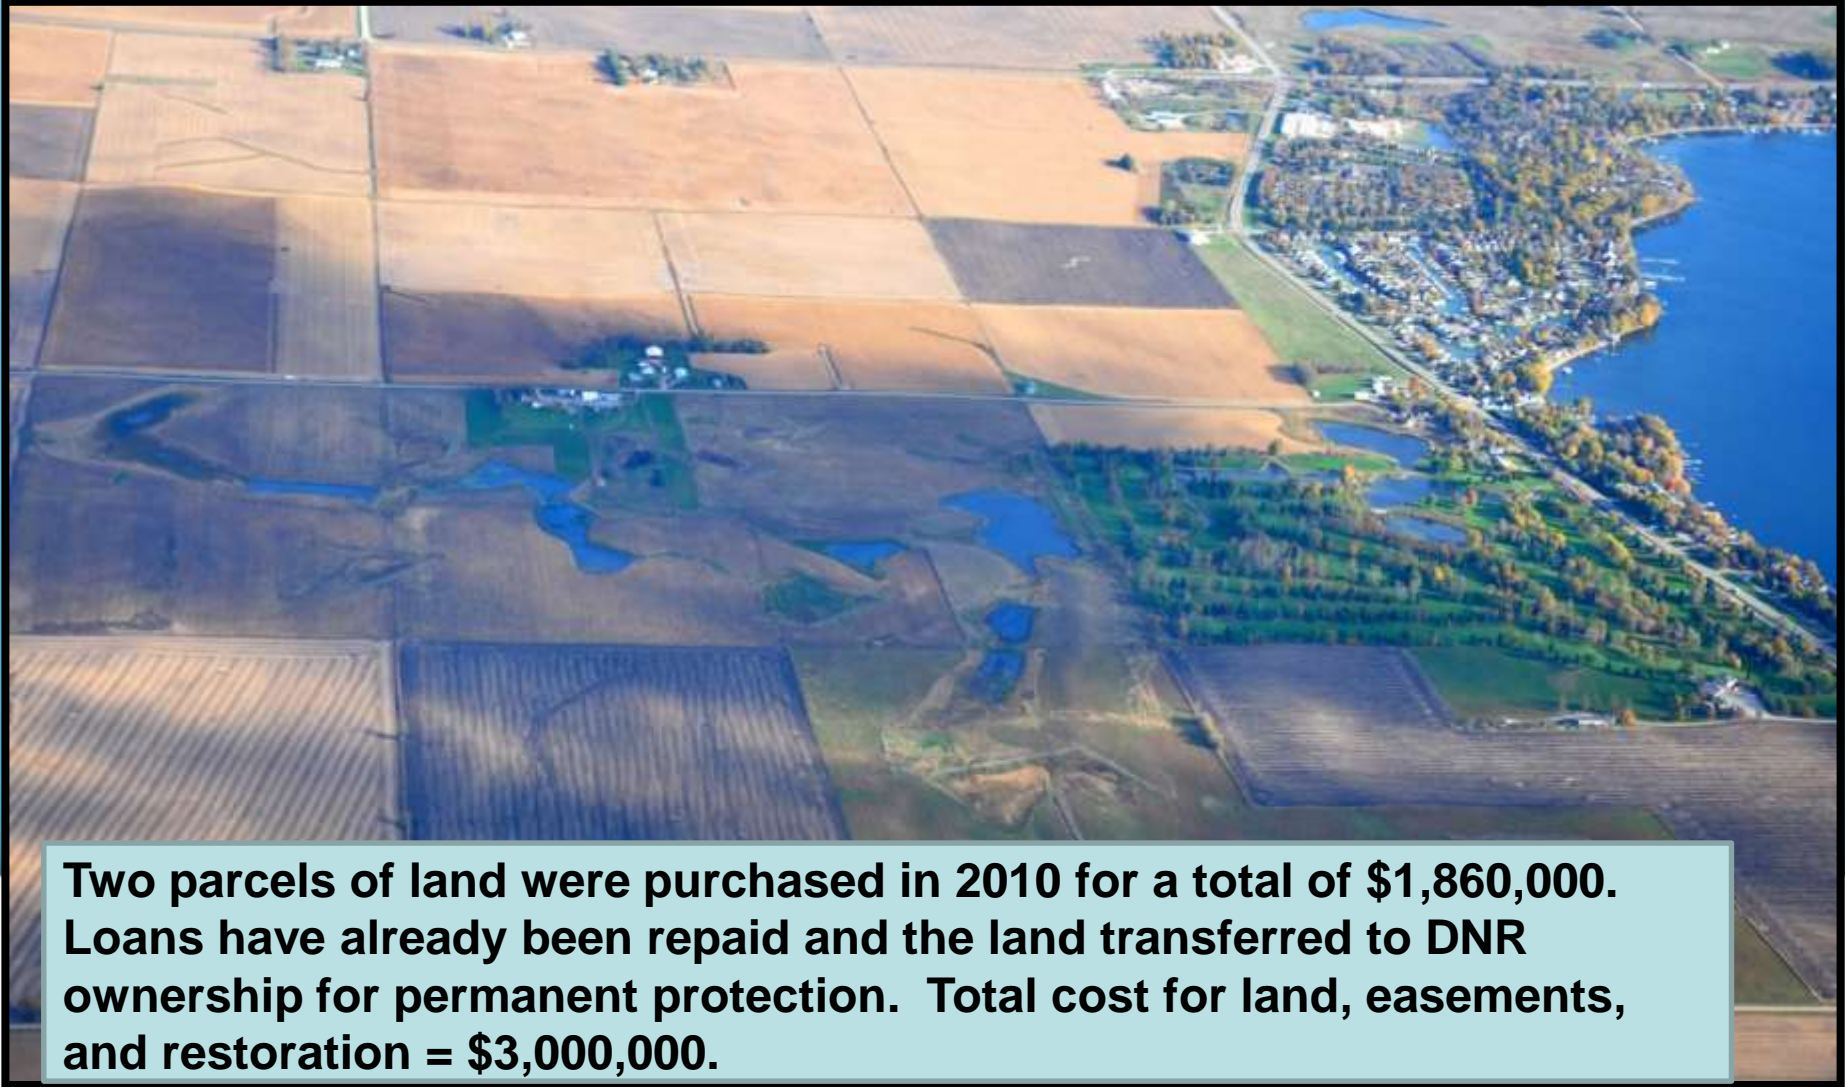 Two parcels of land were purchased in 2010 for a total of $1,860,000.
Loans have already been repaid and the land transferred to DNR
ownership for permanent protection.  Total cost for land, easements,
and restoration = $3,000,000.